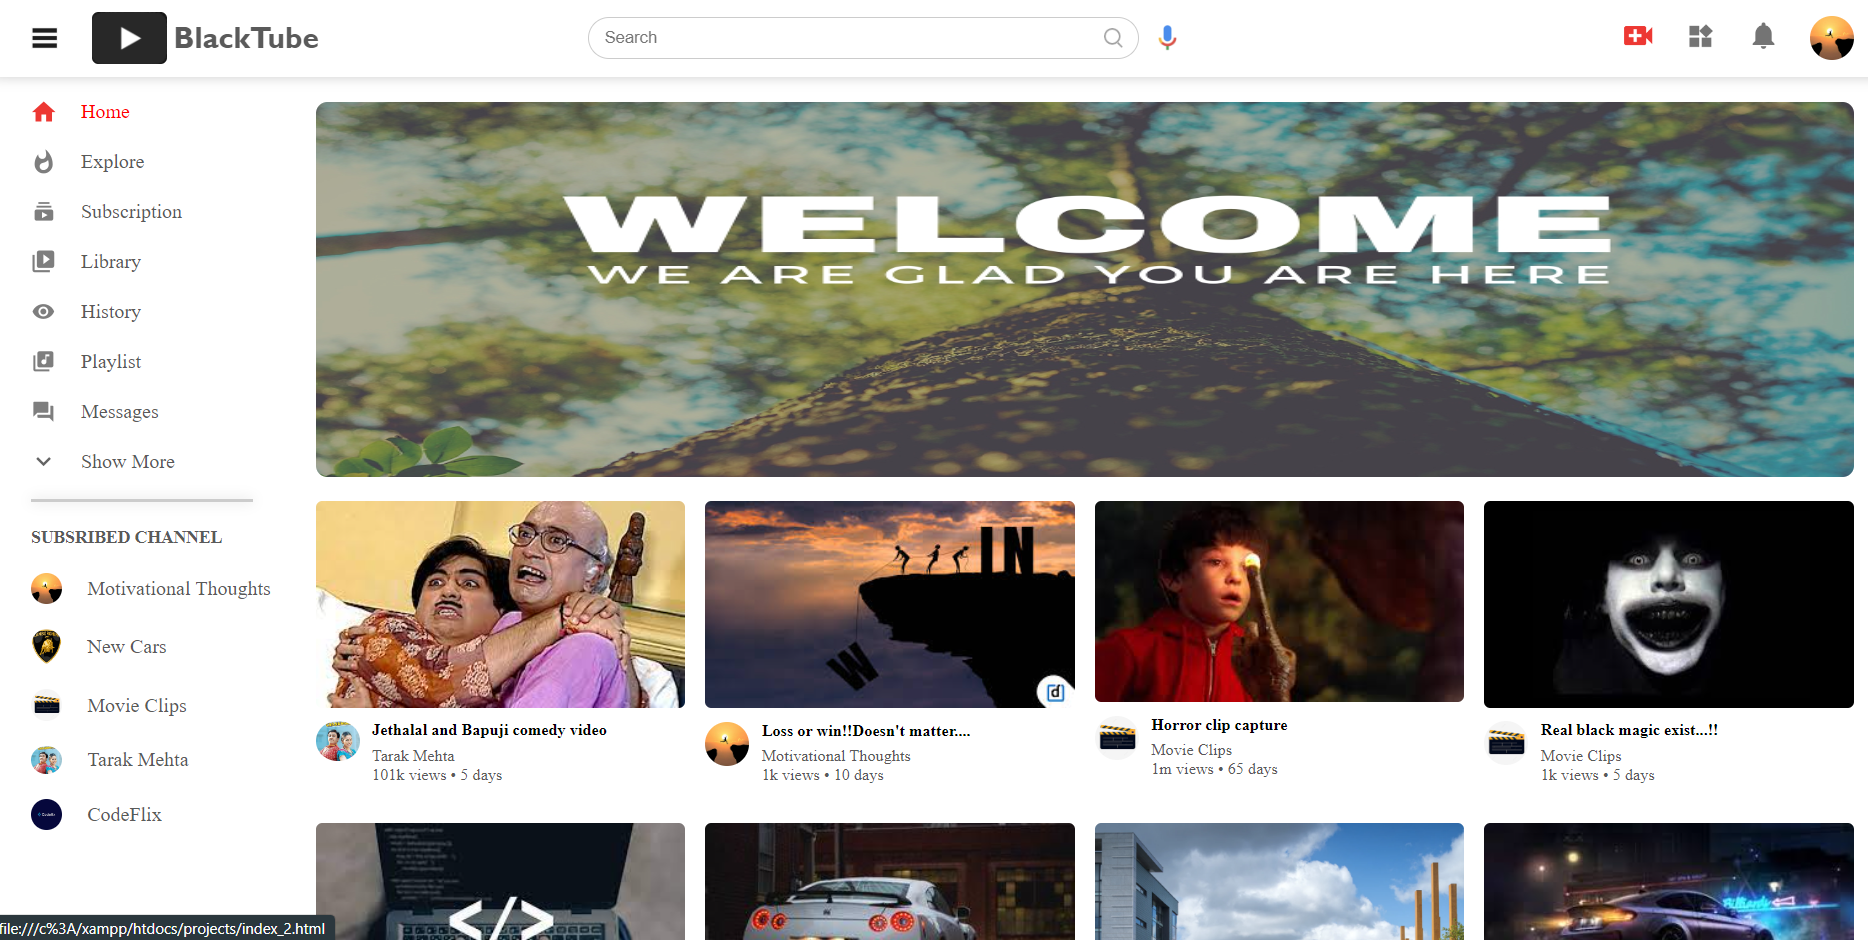 BlackTube
Search
Home
Explore
Subscription
Library
History
Playlist
Messages
Show More
SUBSRIBED CHANNEL
Motivational Thoughts
New Cars
Movie Clips
Tarak Mehta
CodeFlix
WELCOME
WE ARE GLAD YOU ARE HERE
IN
W
d
Jethalal and Bapuji comedy video
Tarak Mehta
101k views • 5 days
Loss or win!!Doesn't matter....
Motivational Thoughts
1k views • 10 days
Horror clip capture
Movie Clips
1m views • 65 days
Real black magic exist...!!
Movie Clips
1k views • 5 days
</>
Billiards
file:///c%3A/xampp/htdocs/projects/index_2.html